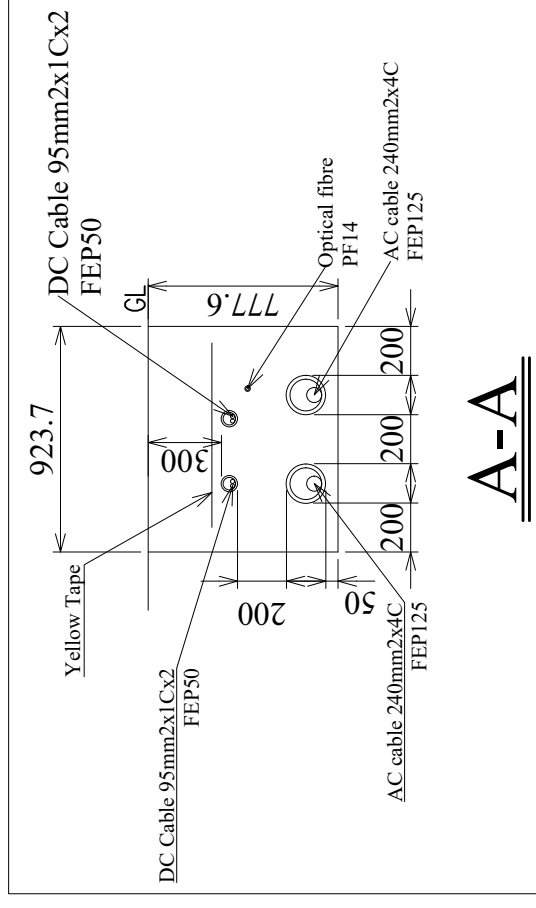 923.7
DC Cable 95mm2x1Cx2
FEP50
GL
Yellow Tape
300
777.6
Optical fibre
PF14
DC Cable 95mm2x1Cx2
FEP50
200
50
AC cable 240mm2x4C
FEP125
200
200
200
AC cable 240mm2x4C
FEP125
A-A